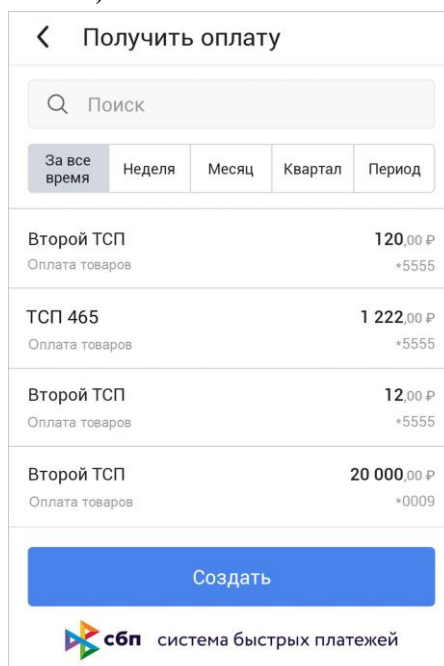 Получить оплату
Поиск
За все время Неделя Месяц Квартал Период
Второй ТСП 120,00 ₽
Оплата товаров *5555
ТСП 465 1 222,00 ₽
Оплата товаров *5555
Второй ТСП 12,00 ₽
Оплата товаров *5555
Второй ТСП 20 000,00 ₽
Оплата товаров *0009
Создать
сбп система быстрых платежей